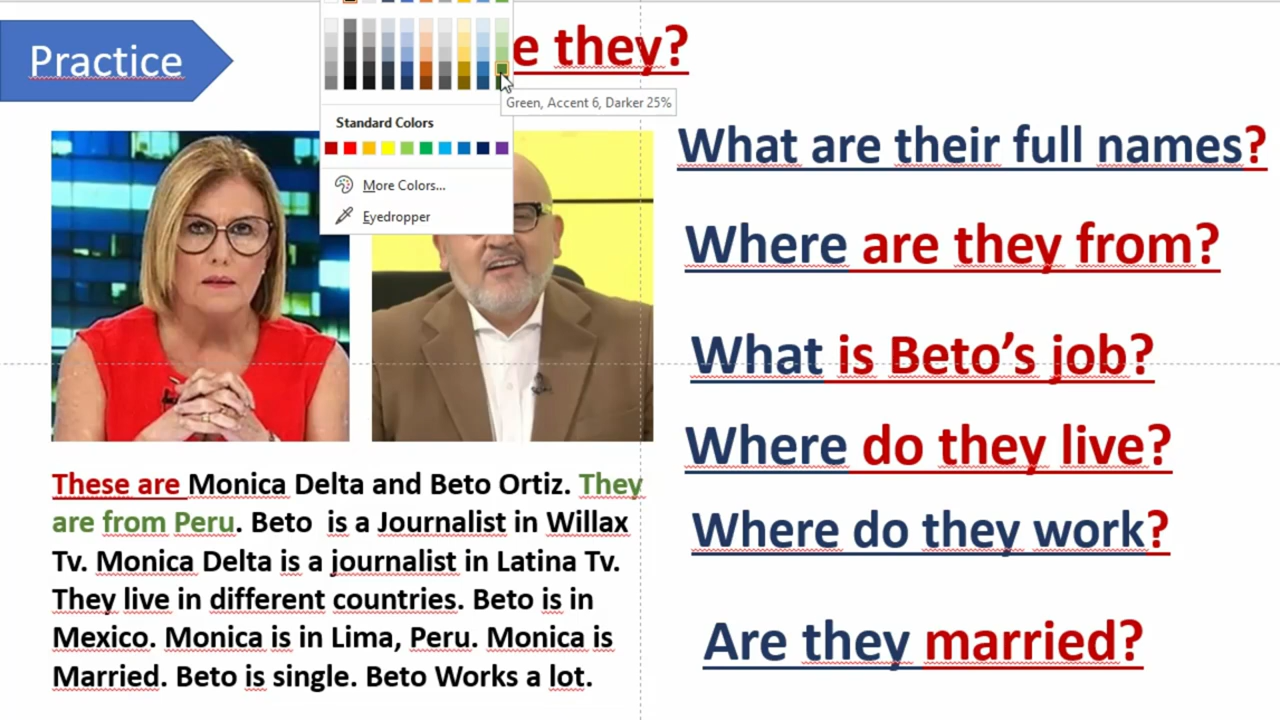 Practice
e they?
Green, Accent 6, Darker 25%
Standard Colors
More Colors...
Eyedropper
What are their full names?
Where are they from?
What is Beto's job?
Where do they live?
Where do they work?
Are they married?
These are Monica Delta and Beto Ortiz. They
are from Peru. Beto  is a Journalist in Willax
Tv. Monica Delta is a journalist in Latina Tv.
They live in different countries. Beto is in
Mexico. Monica is in Lima, Peru. Monica is
Married. Beto is single. Beto Works a lot.